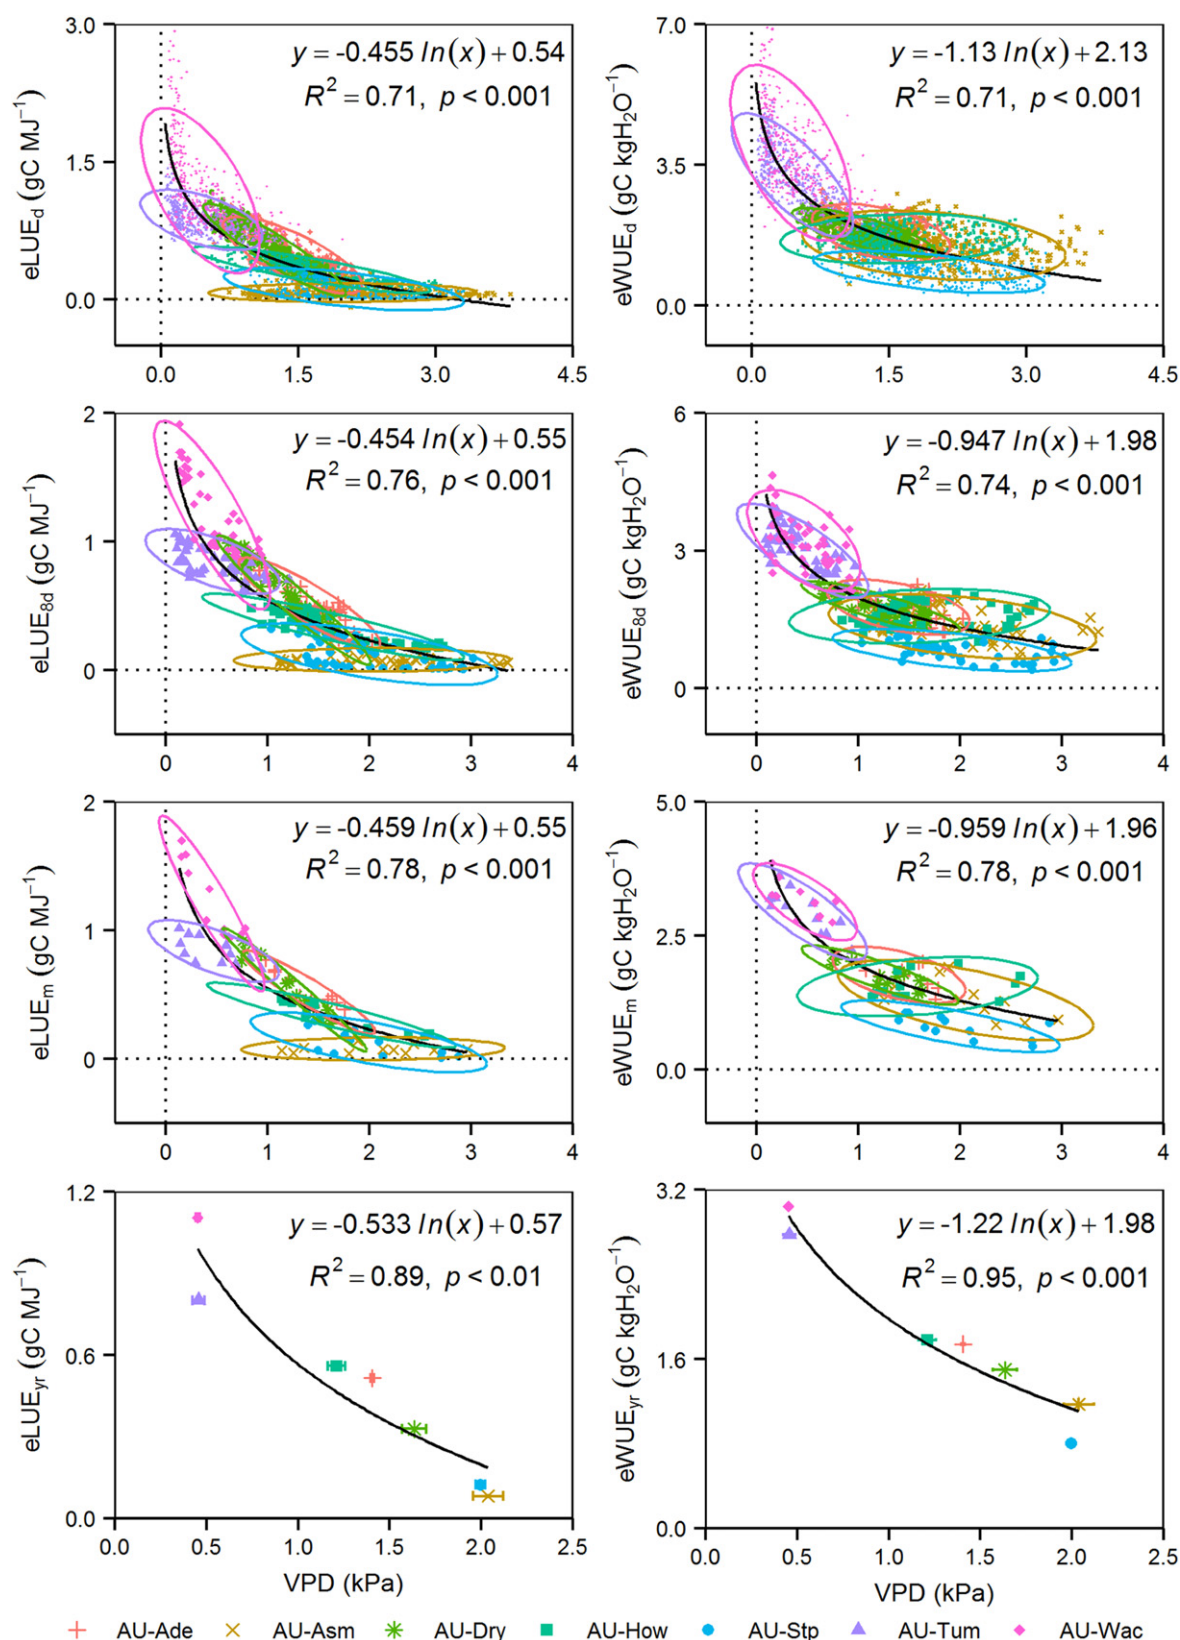 3.0
1.5
0.0
eLUEd (gC MJ⁻¹)
y = -0.455 ln(x) + 0.54
R² = 0.71, p < 0.001
0.0 1.5 3.0 4.5
7.0
3.5
0.0
eWUEd (gC kgH₂O⁻¹)
y = -1.13 ln(x) + 2.13
R² = 0.71, p < 0.001
0.0 1.5 3.0 4.5
2
1
0
eLUE8d (gC MJ⁻¹)
y = -0.454 ln(x) + 0.55
R² = 0.76, p < 0.001
0 1 2 3 4
6
3
0
eWUE8d (gC kgH₂O⁻¹)
y = -0.947 ln(x) + 1.98
R² = 0.74, p < 0.001
0 1 2 3 4
2
1
0
eLUEm (gC MJ⁻¹)
y = -0.459 ln(x) + 0.55
R² = 0.78, p < 0.001
0 1 2 3 4
5.0
2.5
0.0
eWUEm (gC kgH₂O⁻¹)
y = -0.959 ln(x) + 1.96
R² = 0.78, p < 0.001
0 1 2 3 4
1.2
0.6
0.0
eLUEyr (gC MJ⁻¹)
y = -0.533 ln(x) + 0.57
R² = 0.89, p < 0.01
0.0 0.5 1.0 1.5 2.0 2.5
VPD (kPa)
3.2
1.6
0.0
eWUEyr (gC kgH₂O⁻¹)
y = -1.22 ln(x) + 1.98
R² = 0.95, p < 0.001
0.0 0.5 1.0 1.5 2.0 2.5
VPD (kPa)
AU-Ade AU-Asm AU-Dry AU-How AU-Stp AU-Tum AU-Wac